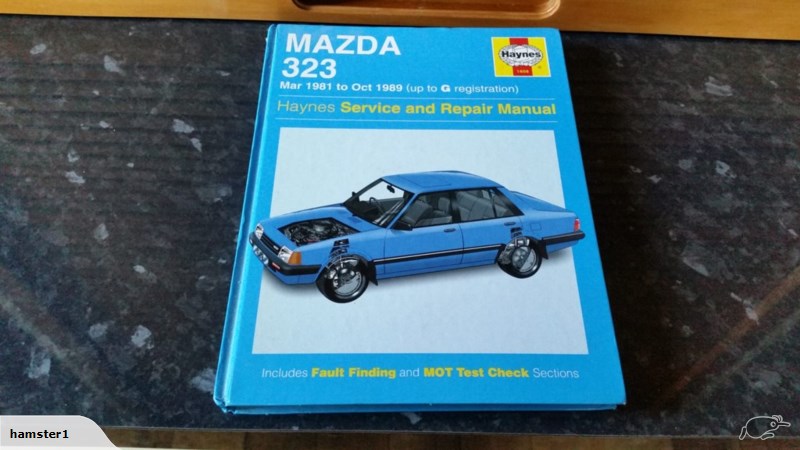 MAZDA
323
Haynes
Mar 1981 to Oct 1989 (up to G registration)
Haynes Service and Repair Manual
Includes Fault Finding and MOT Test Check Sections
hamster1